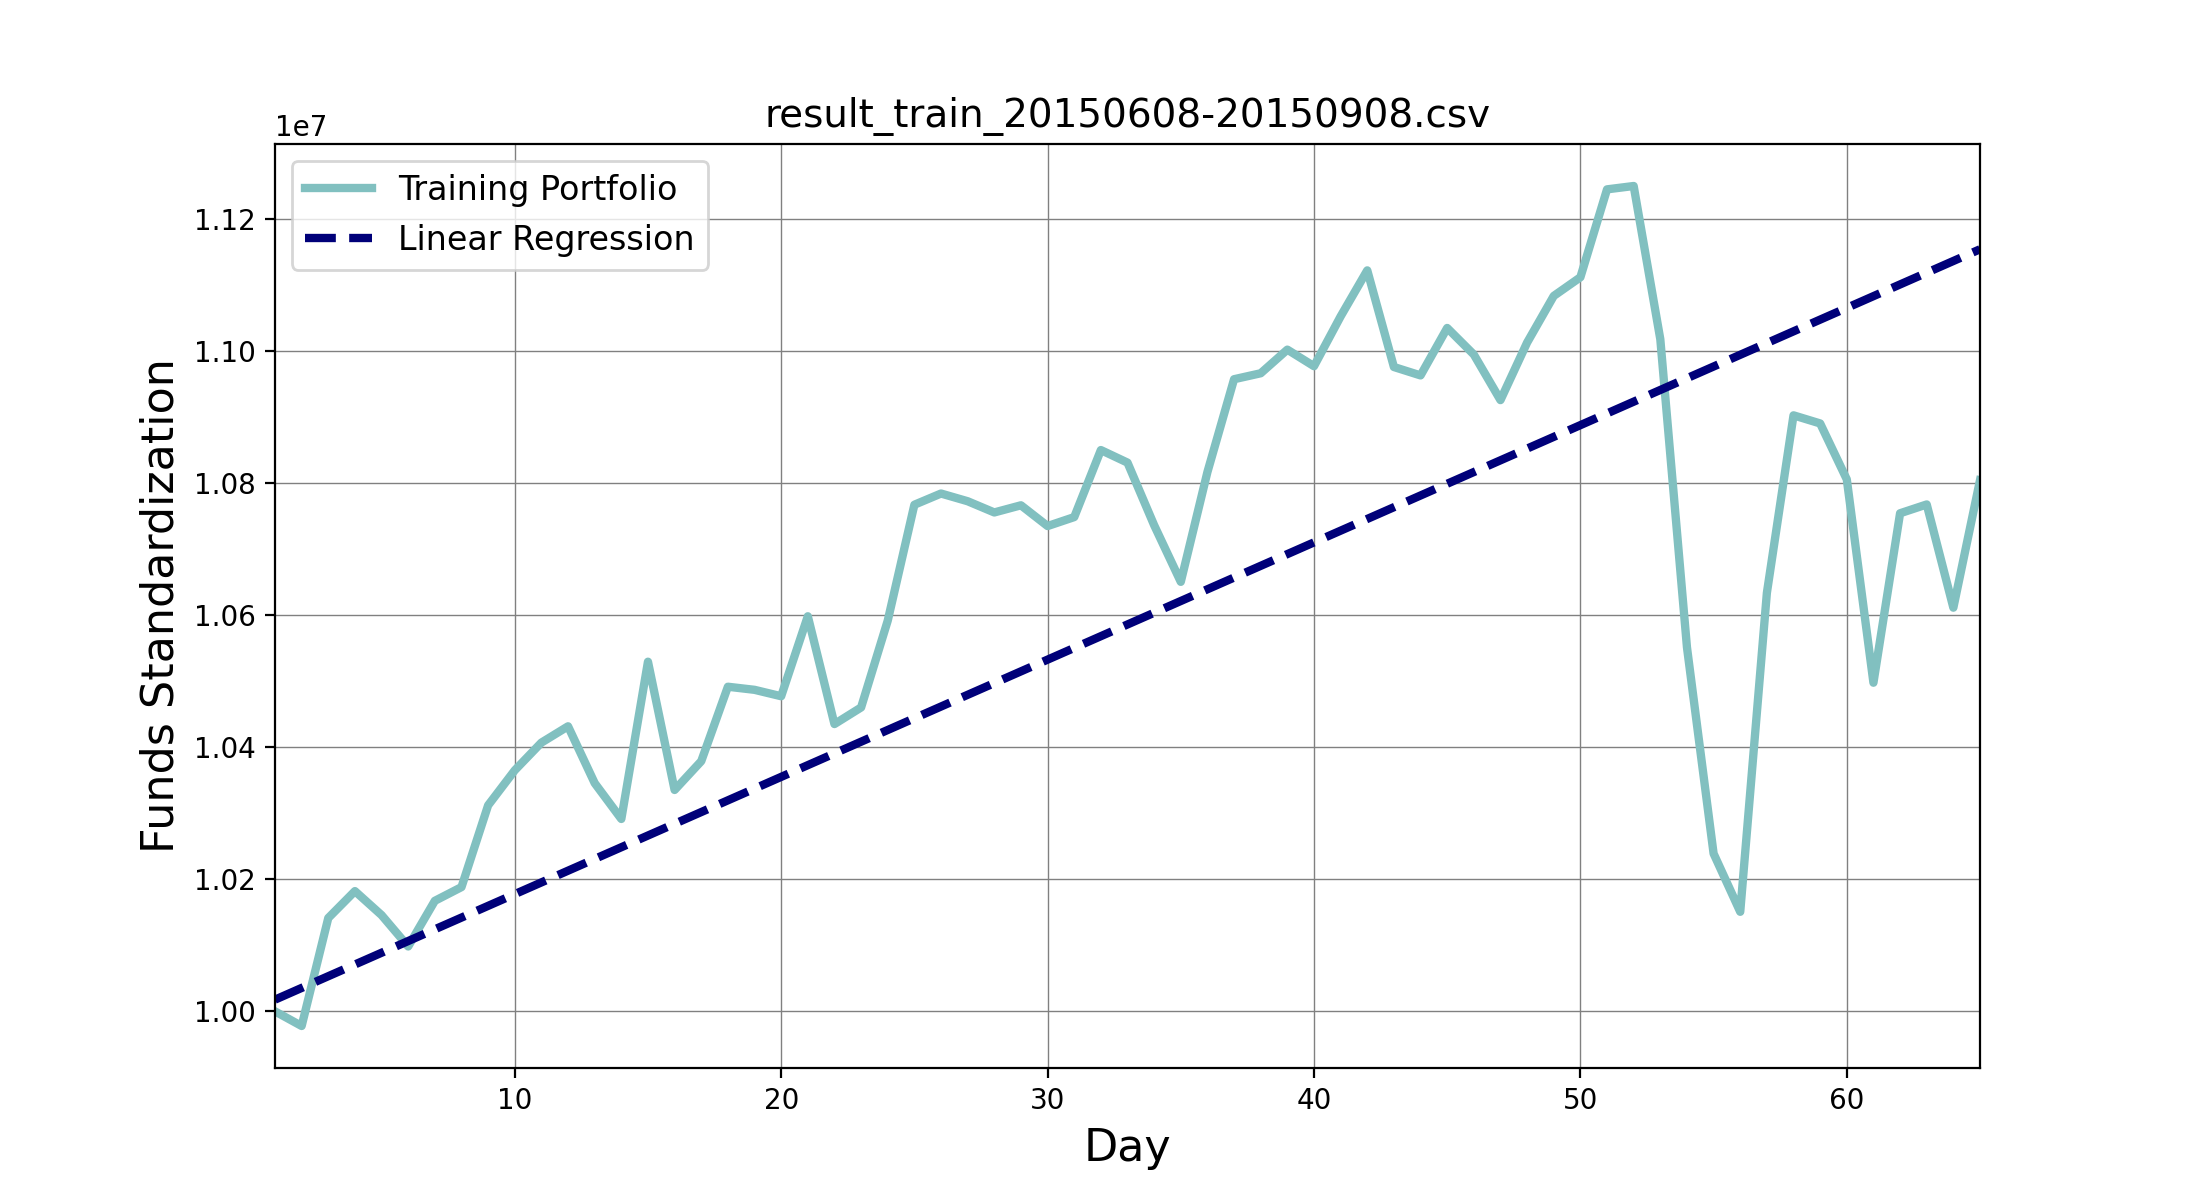 result_train_20150608-20150908.csv
1e7
Training Portfolio
Linear Regression
1.12
1.10
1.08
1.06
1.04
1.02
1.00
Funds Standardization
10 20 30 40 50 60
Day